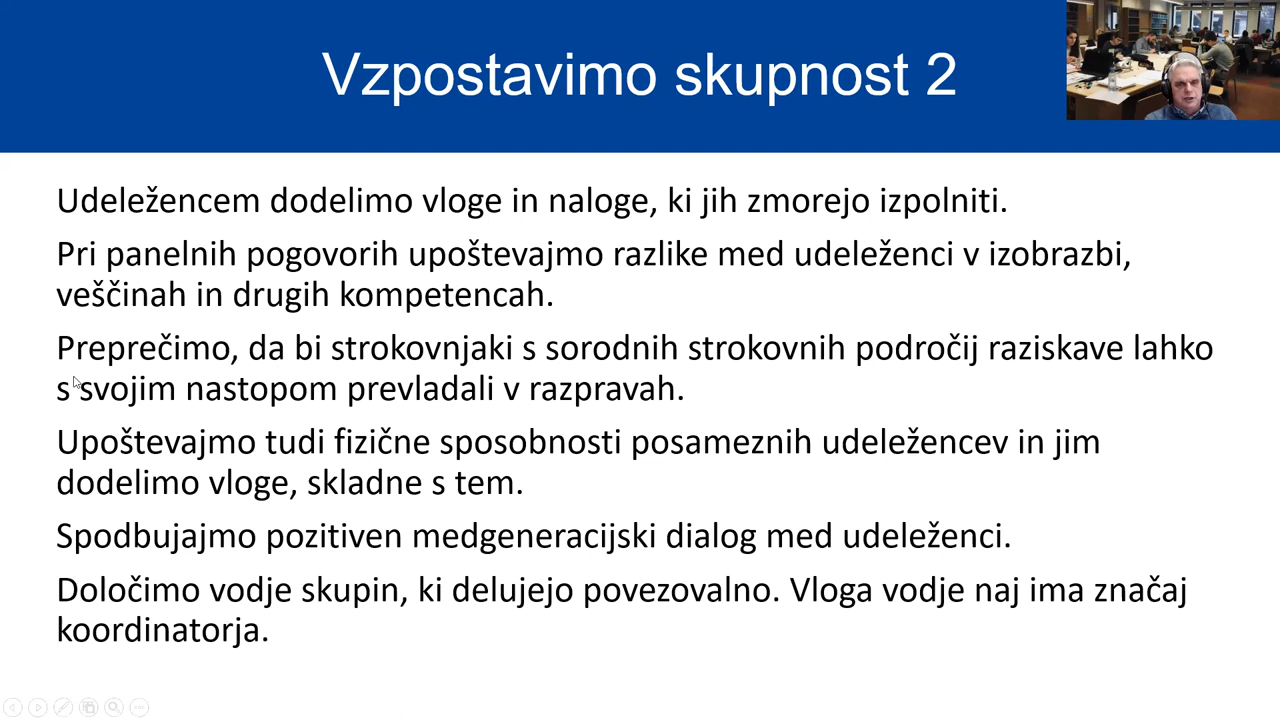 Vzpostavimo skupnost 2
Udeležencem dodelimo vloge in naloge, ki jih zmorejo izpolniti.
Pri panelnih pogovorih upoštevajmo razlike med udeleženci v izobrazbi,
veščinah in drugih kompetencah.
Preprečimo, da bi strokovnjaki s sorodnih strokovnih področij raziskave lahko
s svojim nastopom prevladali v razpravah.
Upoštevajmo tudi fizične sposobnosti posameznih udeležencev in jim
dodelimo vloge, skladne s tem.
Spodbujajmo pozitiven medgeneracijski dialog med udeleženci.
Določimo vodje skupin, ki delujejo povezovalno. Vloga vodje naj ima značaj
koordinatorja.